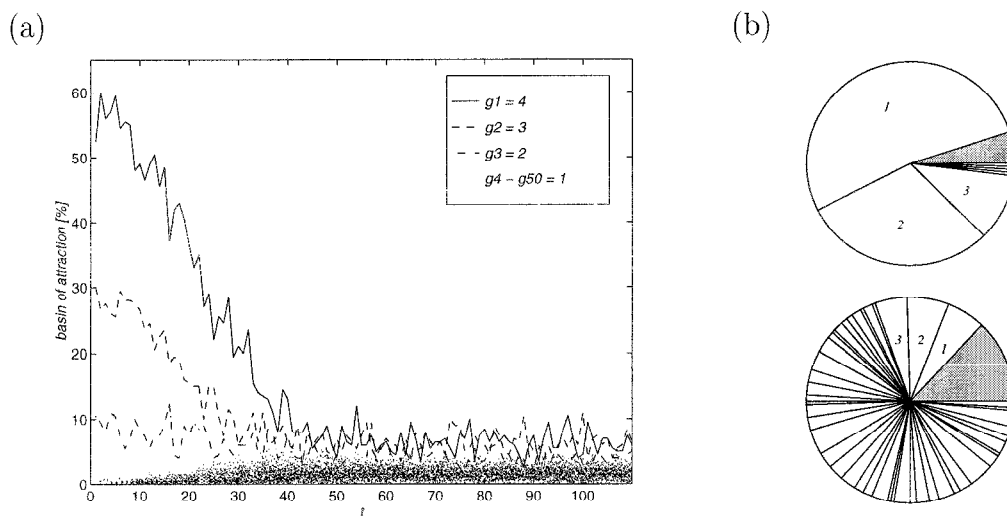 (a)
(b)
60
50
40
30
20
10
0
basin of attraction [%]
g1 = 4
g2 = 3
g3 = 2
g4 – g50 = 1
0 10 20 30 40 50 60 70 80 90 100
1
2
3
3
2
1